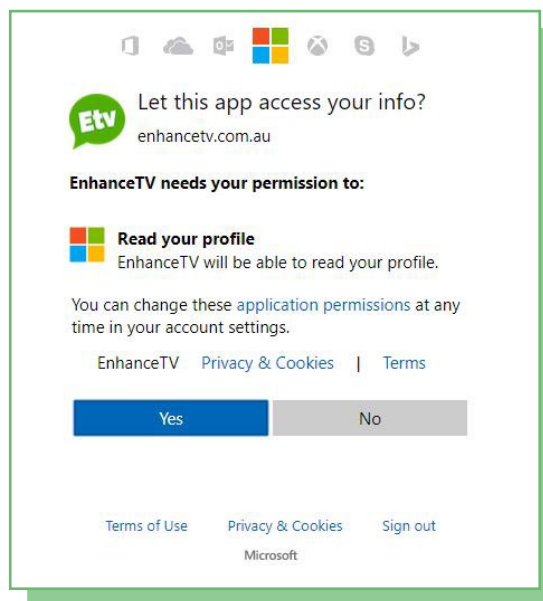 Etv
Let this app access your info?
enhancetv.com.au
EnhanceTV needs your permission to:
Read your profile
EnhanceTV will be able to read your profile.
You can change these application permissions at any
time in your account settings.
EnhanceTV Privacy & Cookies | Terms
Yes No
Terms of Use Privacy & Cookies Sign out
Microsoft